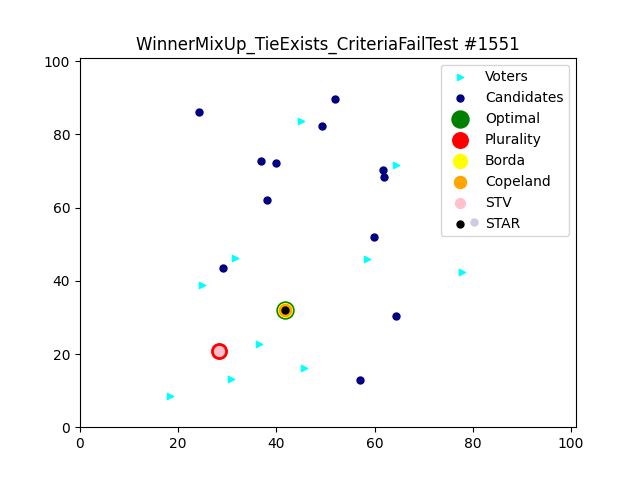 WinnerMixUp_TieExists_CriteriaFailTest #1551
100
80
60
40
20
0
0 20 40 60 80 100
Voters
Candidates
Optimal
Plurality
Borda
Copeland
STV
STAR